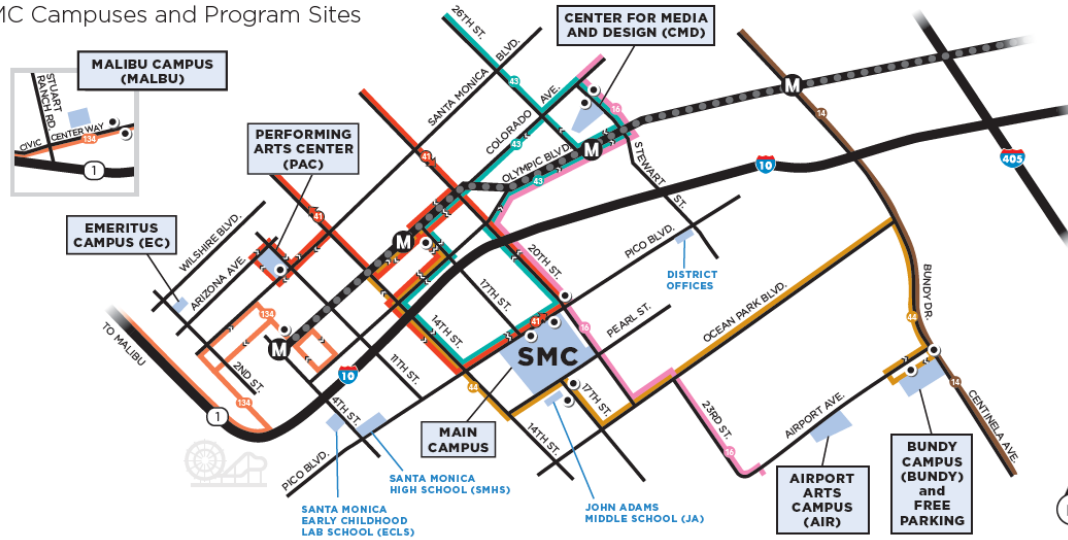 MC Campuses and Program Sites
MALIBU CAMPUS
(MALBU)
STUART
RANCH RD.
CIVIC CENTER WAY
134
1
EMERITUS
CAMPUS (EC)
PERFORMING
ARTS CENTER
(PAC)
CENTER FOR MEDIA
AND DESIGN (CMD)
26TH ST.
SANTA MONICA BLVD.
COLORADO AVE.
OLYMPIC BLVD.
43
43
43
16
M
M
M
M
14
10
405
STEWART ST.
41
41
WILSHIRE BLVD.
ARIZONA AVE.
20TH ST.
17TH ST.
14TH ST.
11TH ST.
PICO BLVD.
DISTRICT
OFFICES
PEARL ST.
OCEAN PARK BLVD.
BUNDY DR.
44
41
16
SMC
134
2ND ST.
134
TO MALIBU
1
10
4TH ST.
PICO BLVD.
44
MAIN
CAMPUS
14TH ST.
17TH ST.
23RD ST.
16
AIRPORT AVE.
14
CENTINELA AVE.
SANTA MONICA
HIGH SCHOOL (SMHS)
SANTA MONICA
EARLY CHILDHOOD
LAB SCHOOL (ECLS)
JOHN ADAMS
MIDDLE SCHOOL (JA)
AIRPORT
ARTS
CAMPUS
(AIR)
BUNDY
CAMPUS
(BUNDY)
and
FREE
PARKING